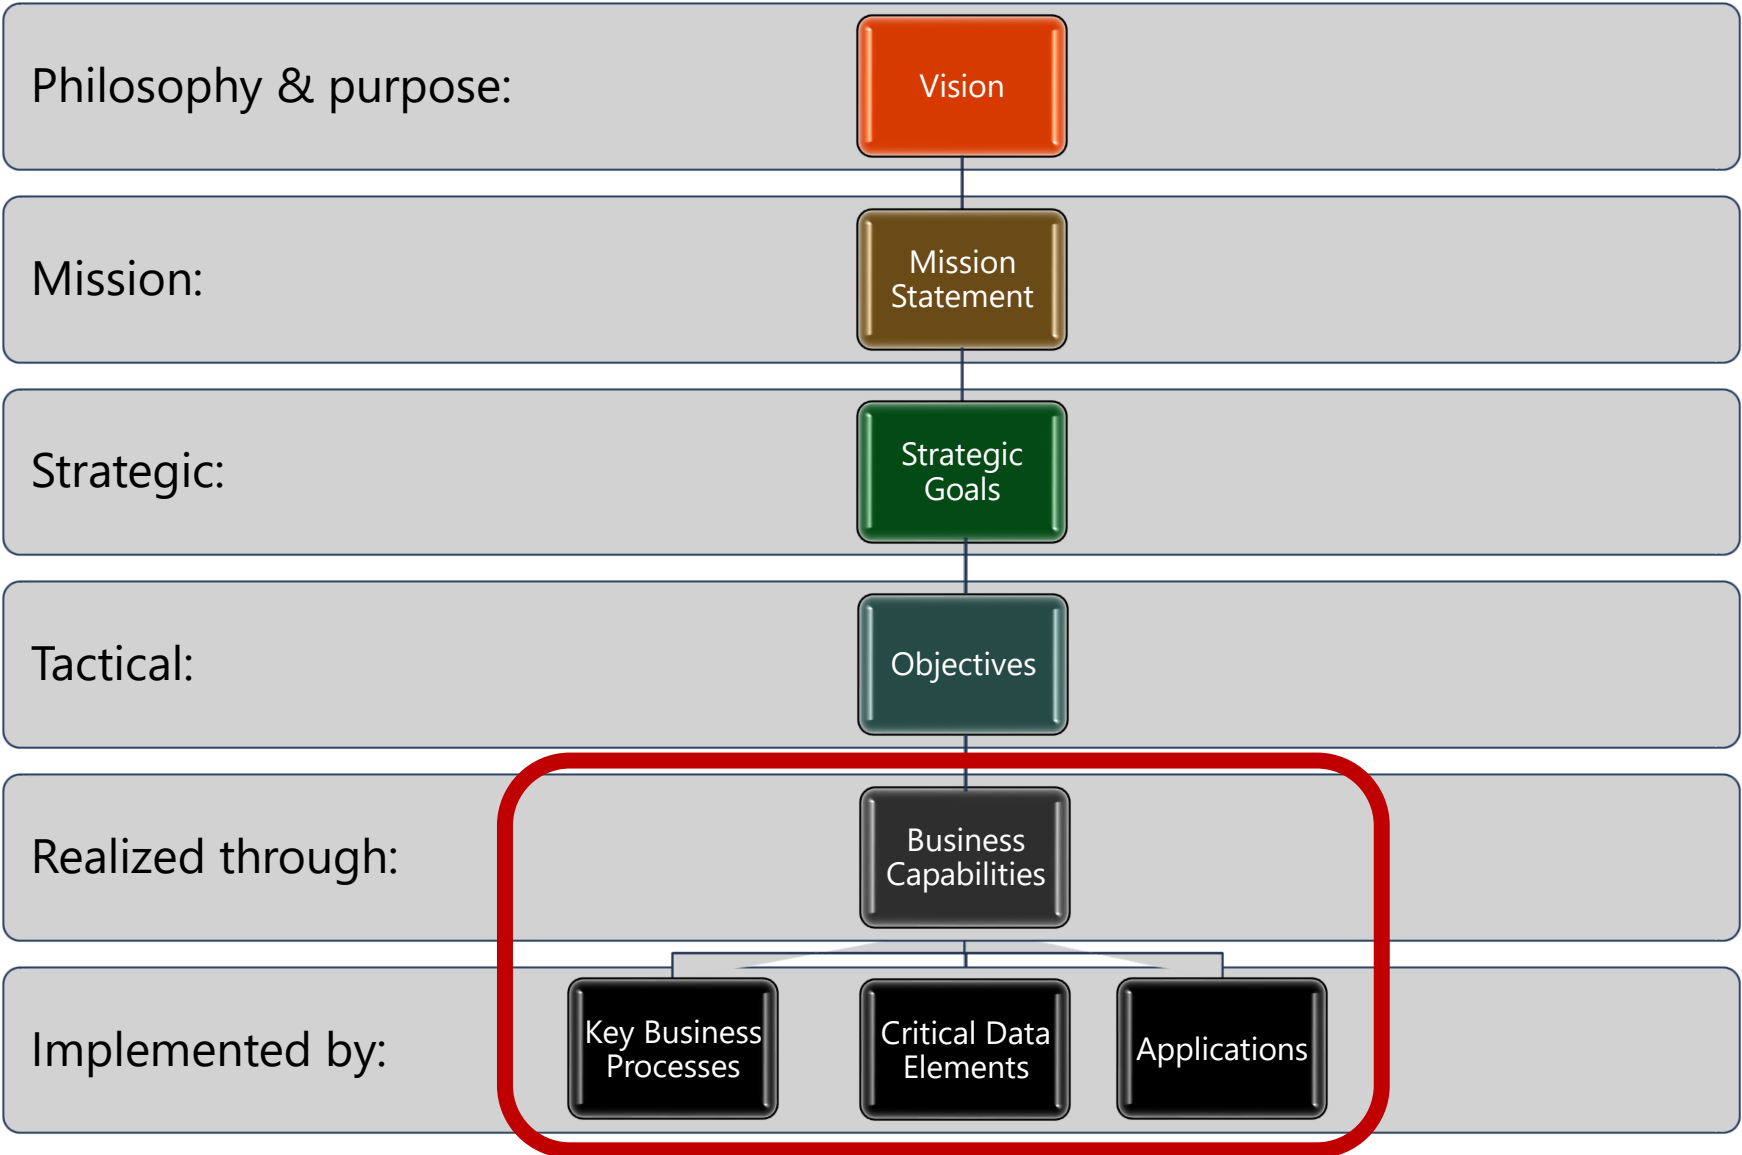 Philosophy & purpose:
Vision
Mission:
Mission
Statement
Strategic:
Strategic
Goals
Tactical:
Objectives
Realized through:
Business
Capabilities
Implemented by:
Key Business
Processes
Critical Data
Elements
Applications